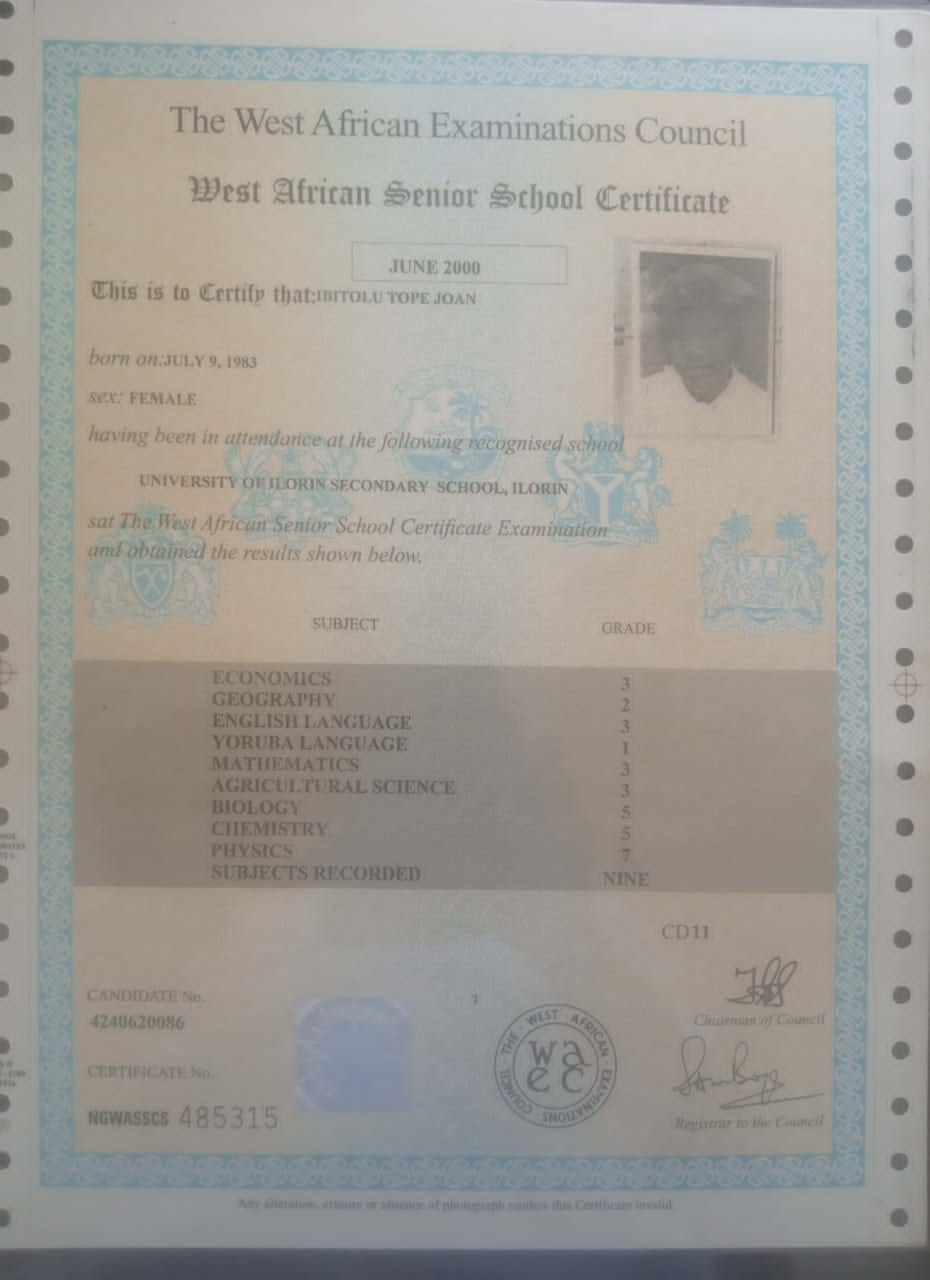 The West African Examinations Council
West African Senior School Certificate
JUNE 2000
This is to Certify that:IBITOLU TOPE JOAN
born on:JULY 9, 1983
sex: FEMALE
having been in attendance at the following recognised school
UNIVERSITY OF ILORIN SECONDARY SCHOOL, ILORIN
sat The West African Senior School Certificate Examination
and obtained the results shown below.
SUBJECT GRADE
ECONOMICS 3
GEOGRAPHY 2
ENGLISH LANGUAGE 3
YORUBA LANGUAGE 1
MATHEMATICS 3
AGRICULTURAL SCIENCE 3
BIOLOGY 5
CHEMISTRY 5
PHYSICS 7
SUBJECTS RECORDED NINE
CD11
CANDIDATE No.
4240620086
1
THE WEST AFRICAN EXAMINATIONS COUNCIL
wa
ec
Chairman of Council
CERTIFICATE No.
NGWASSCS 485315
Registrar to the Council
Any alteration, erasure or absence of photograph renders this Certificate invalid.